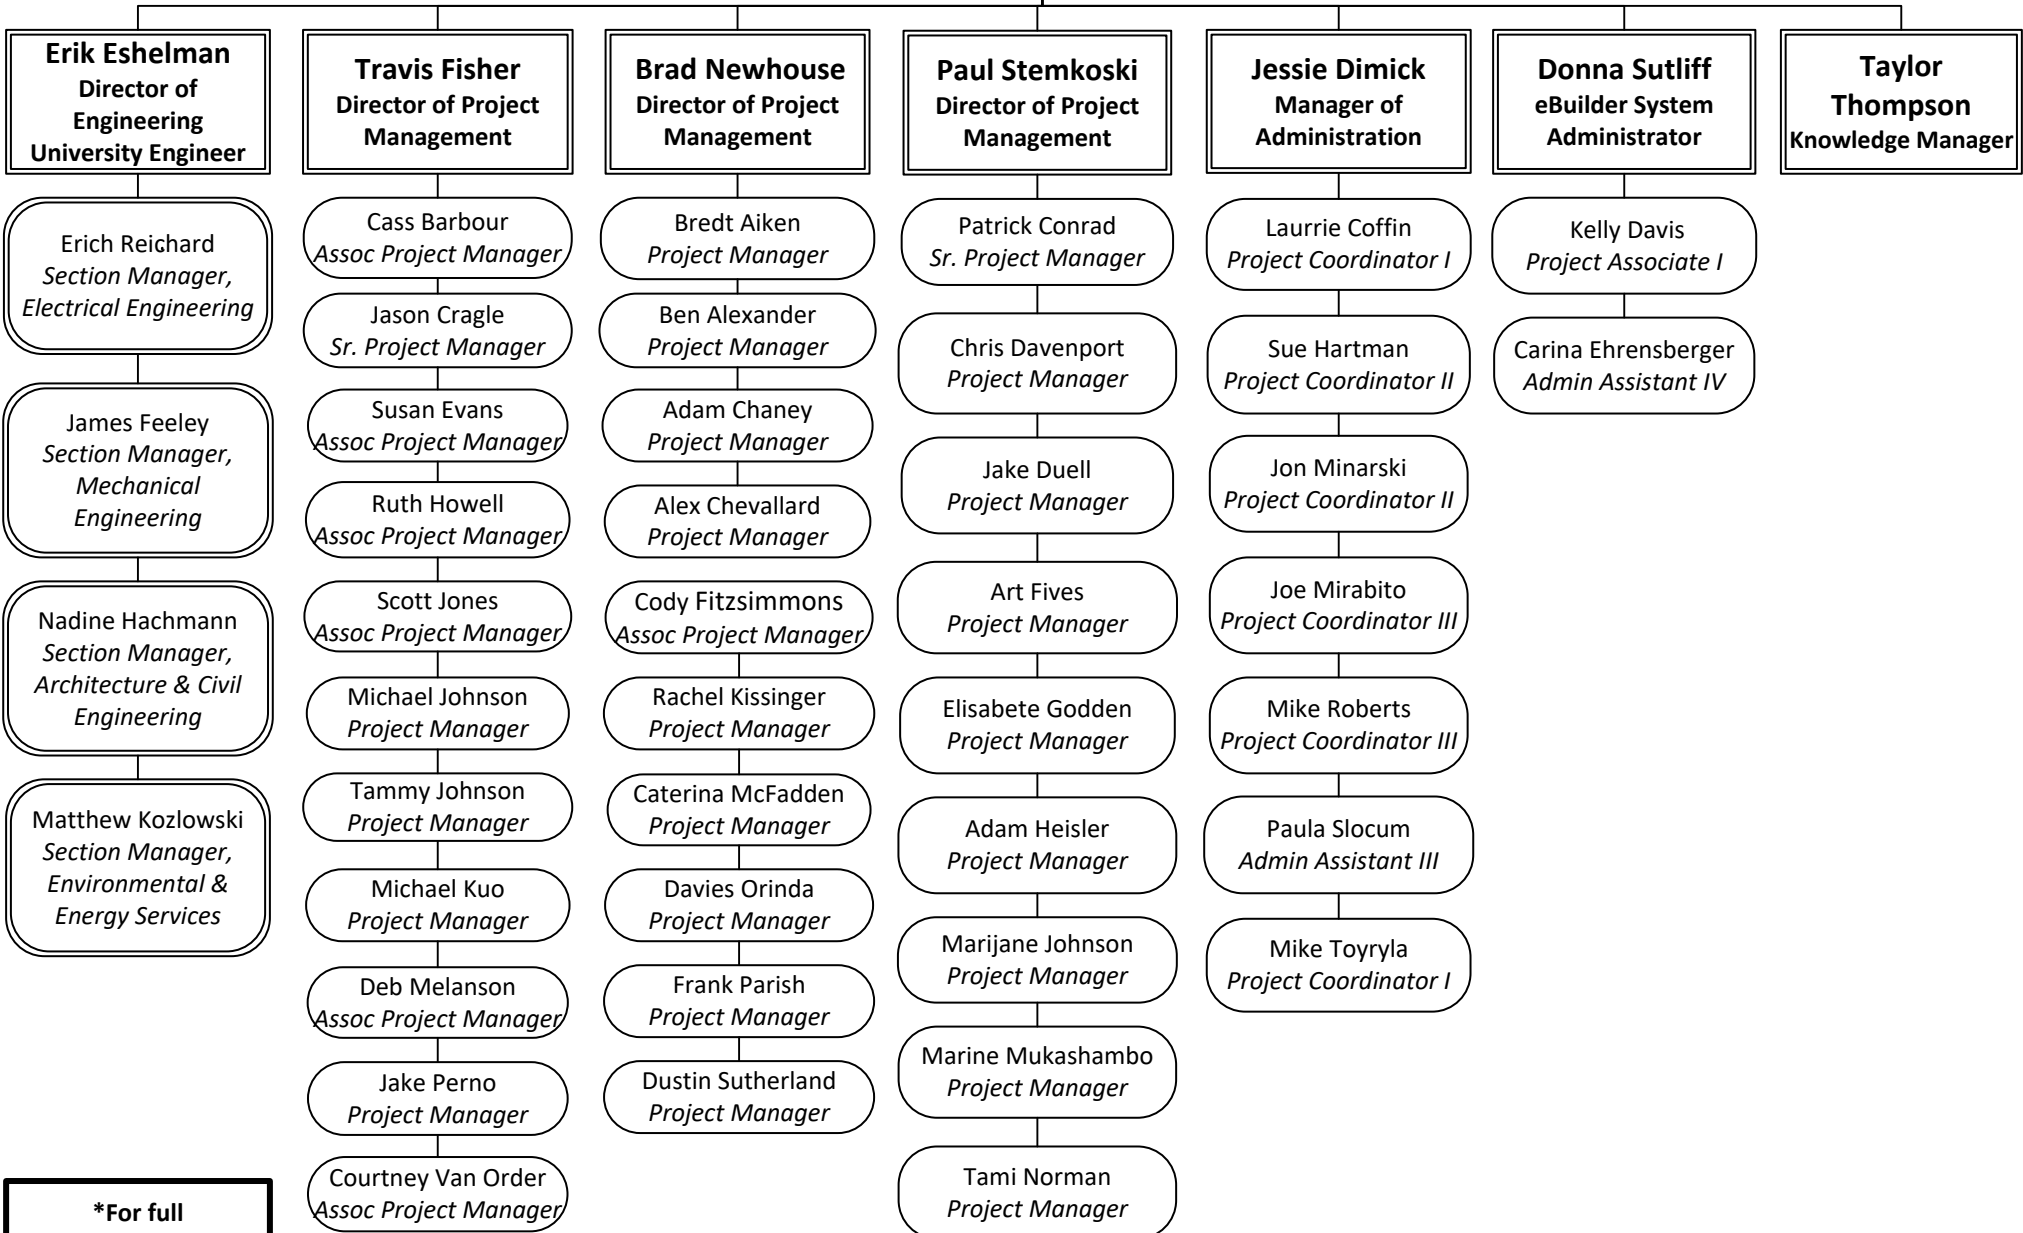 Erik Eshelman
Director of
Engineering
University Engineer
Erich Reichard
Section Manager,
Electrical Engineering
James Feeley
Section Manager,
Mechanical
Engineering
Nadine Hachmann
Section Manager,
Architecture & Civil
Engineering
Matthew Kozlowski
Section Manager,
Environmental &
Energy Services
*For full
Travis Fisher
Director of Project
Management
Cass Barbour
Assoc Project Manager
Jason Cragle
Sr. Project Manager
Susan Evans
Assoc Project Manager
Ruth Howell
Assoc Project Manager
Scott Jones
Assoc Project Manager
Michael Johnson
Project Manager
Tammy Johnson
Project Manager
Michael Kuo
Project Manager
Deb Melanson
Assoc Project Manager
Jake Perno
Project Manager
Courtney Van Order
Assoc Project Manager
Brad Newhouse
Director of Project
Management
Bredt Aiken
Project Manager
Ben Alexander
Project Manager
Adam Chaney
Project Manager
Alex Chevallard
Project Manager
Cody Fitzsimmons
Assoc Project Manager
Rachel Kissinger
Project Manager
Caterina McFadden
Project Manager
Davies Orinda
Project Manager
Frank Parish
Project Manager
Dustin Sutherland
Project Manager
Paul Stemkoski
Director of Project
Management
Patrick Conrad
Sr. Project Manager
Chris Davenport
Project Manager
Jake Duell
Project Manager
Art Fives
Project Manager
Elisabete Godden
Project Manager
Adam Heisler
Project Manager
Marijane Johnson
Project Manager
Marine Mukashambo
Project Manager
Tami Norman
Project Manager
Jessie Dimick
Manager of
Administration
Laurrie Coffin
Project Coordinator I
Sue Hartman
Project Coordinator II
Jon Minarski
Project Coordinator II
Joe Mirabito
Project Coordinator III
Mike Roberts
Project Coordinator III
Paula Slocum
Admin Assistant III
Mike Toyryla
Project Coordinator I
Donna Sutliff
eBuilder System
Administrator
Kelly Davis
Project Associate I
Carina Ehrensberger
Admin Assistant IV
Taylor
Thompson
Knowledge Manager